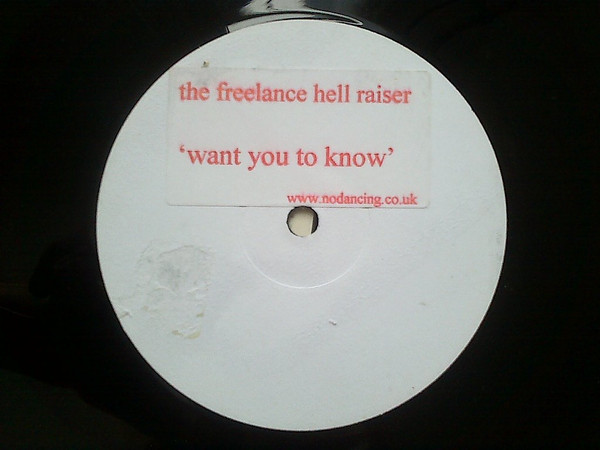 the freelance hell raiser
‘want you to know’
www.nodancing.co.uk